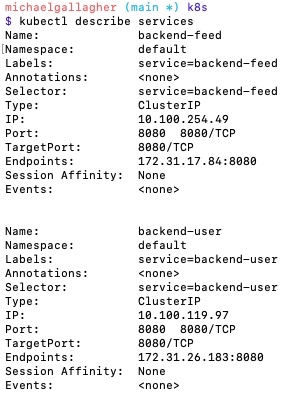 michaelgallagher (main *) k8s
$ kubectl describe services
Name: backend-feed
Namespace: default
Labels: service=backend-feed
Annotations: <none>
Selector: service=backend-feed
Type: ClusterIP
IP: 10.100.254.49
Port: 8080 8080/TCP
TargetPort: 8080/TCP
Endpoints: 172.31.17.84:8080
Session Affinity: None
Events: <none>
Name: backend-user
Namespace: default
Labels: service=backend-user
Annotations: <none>
Selector: service=backend-user
Type: ClusterIP
IP: 10.100.119.97
Port: 8080 8080/TCP
TargetPort: 8080/TCP
Endpoints: 172.31.26.183:8080
Session Affinity: None
Events: <none>